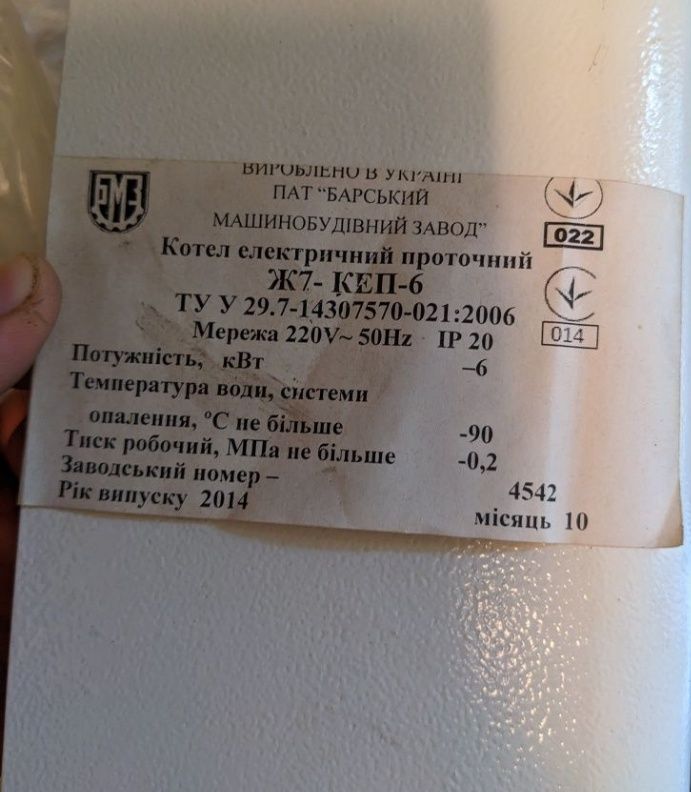 ВИРОБЛЕНО В УКРАЇНІ
БМЗ
ПАТ “БАРСЬКИЙ
МАШИНОБУДІВНИЙ ЗАВОД”
022
Котел електричний проточний
Ж7- КЕП-6
ТУ У 29.7-14307570-021:2006
Мережа 220V~ 50Hz IP 20
014
Потужність, кВт –6
Температура води, системи
опалення, ºС не більше -90
Тиск робочий, МПа не більше -0,2
Заводський номер – 4542
Рік випуску 2014 місяць 10